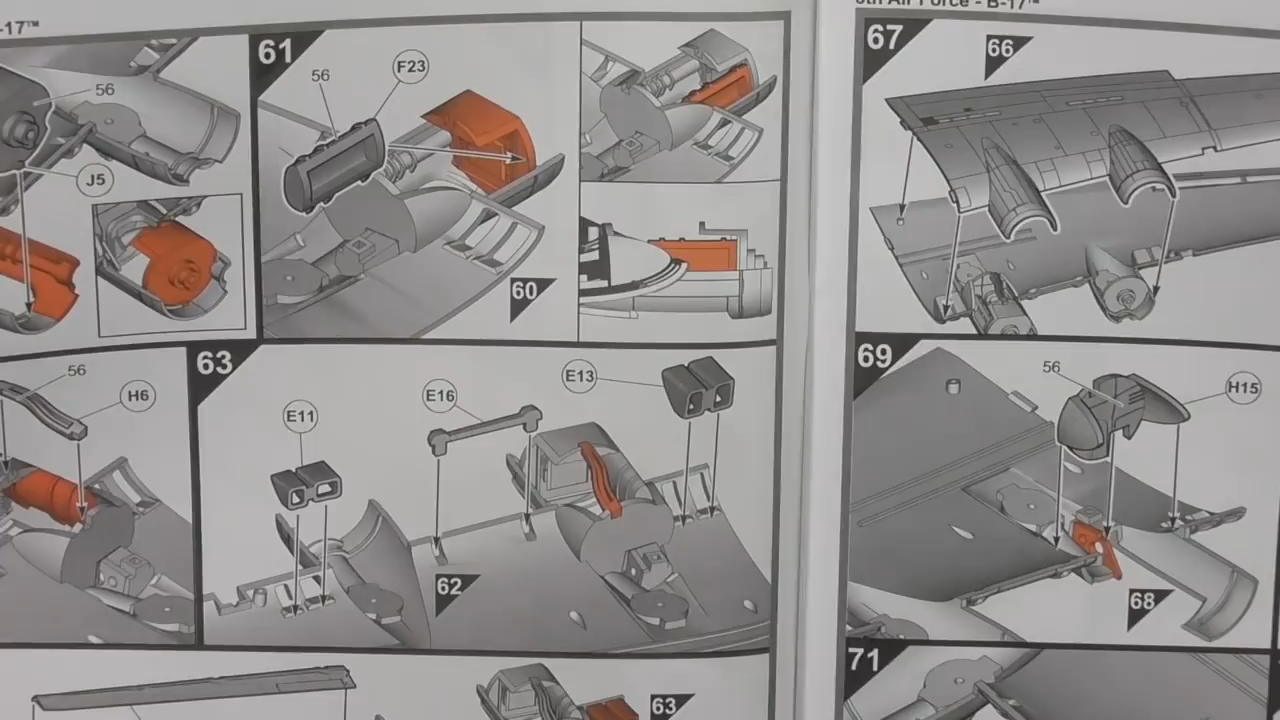 -17™
56
J5
61
56
F23
60
56
H6
63
E11
E16
E13
62
63
8th Air Force - B-17™
67
66
69
56
H15
68
71